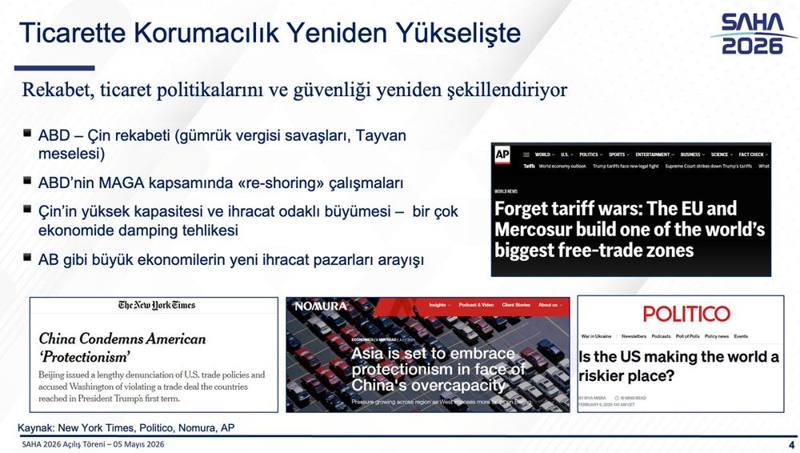 Ticarette Korumacılık Yeniden Yükselişte
SAHA
2026
Rekabet, ticaret politikalarını ve güvenliği yeniden şekillendiriyor
ABD – Çin rekabeti (gümrük vergisi savaşları, Tayvan
meselesi)
ABD'nin MAGA kapsamında «re-shoring» çalışmaları
Çin'in yüksek kapasitesi ve ihracat odaklı büyümesi – bir çok
ekonomide damping tehlikesi
AB gibi büyük ekonomilerin yeni ihracat pazarları arayışı
AP
WORLD U.S. POLITICS SPORTS ENTERTAINMENT BUSINESS SCIENCE FACT CHECK
Tariffs World economy outlook Trump tariffs face new legal fight Supreme Court strikes down Trump's tariffs What
WORLD NEWS
Forget tariff wars: The EU and
Mercosur build one of the world's
biggest free-trade zones
The New York Times
China Condemns American
'Protectionism'
Beijing issued a lengthy denunciation of U.S. trade policies and
accused Washington of violating a trade deal the countries
reached in President Trump's first term.
NOMURA
Insights Podcast & Video Client Stories About us
Asia is set to embrace
protectionism in face of
China's overcapacity
Pressure growing across region as West imposes more
POLITICO
War in Ukraine Newsletters Podcasts Poll of Polls Policy news Events
Is the US making the world a
riskier place?
Kaynak: New York Times, Politico, Nomura, AP
SAHA 2026 Açılış Töreni – 05 Mayıs 2026
4